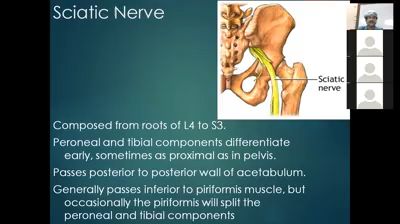 Sciatic Nerve
Sciatic
nerve
Composed from roots of L4 to S3.
Peroneal and tibial components differentiate
early, sometimes as proximal as in pelvis.
Passes posterior to posterior wall of acetabulum.
Generally passes inferior to piriformis muscle, but
occasionally the piriformis will split the
peroneal and tibial components